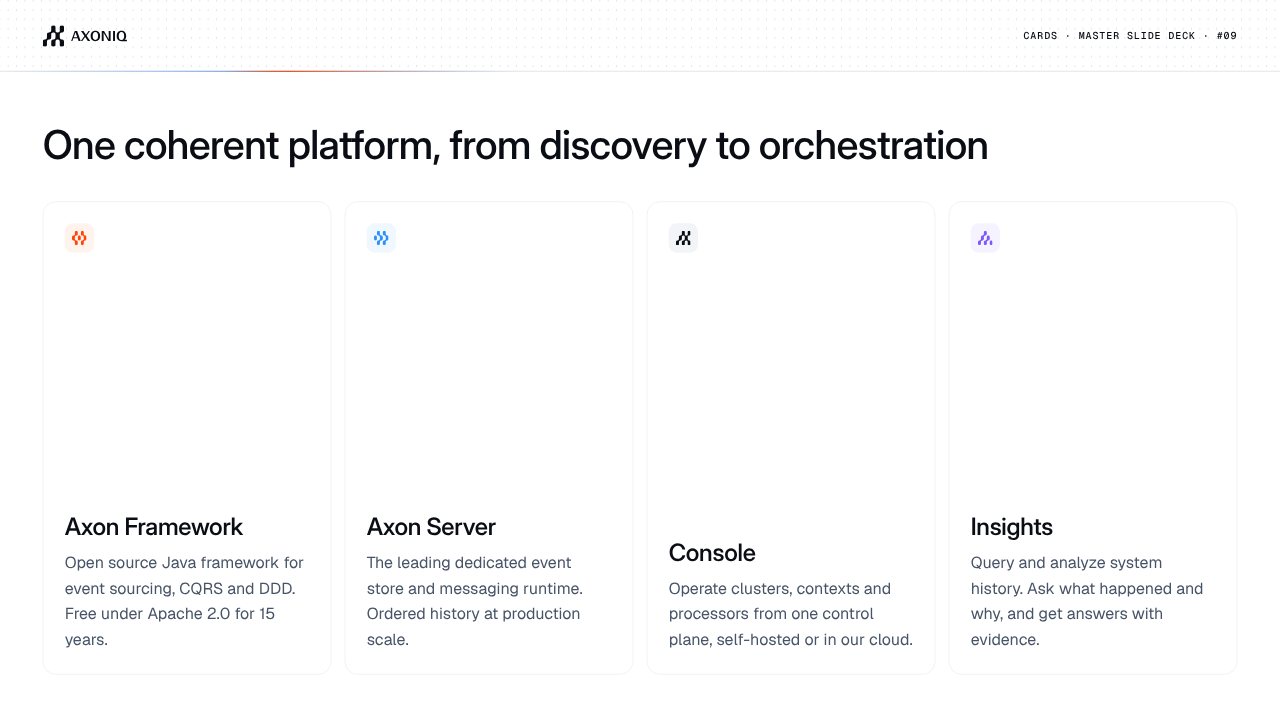 AXONIQ
CARDS · MASTER SLIDE DECK · #09
One coherent platform, from discovery to orchestration
Axon Framework
Open source Java framework for
event sourcing, CQRS and DDD.
Free under Apache 2.0 for 15
years.
Axon Server
The leading dedicated event
store and messaging runtime.
Ordered history at production
scale.
Console
Operate clusters, contexts and
processors from one control
plane, self-hosted or in our cloud.
Insights
Query and analyze system
history. Ask what happened and
why, and get answers with
evidence.